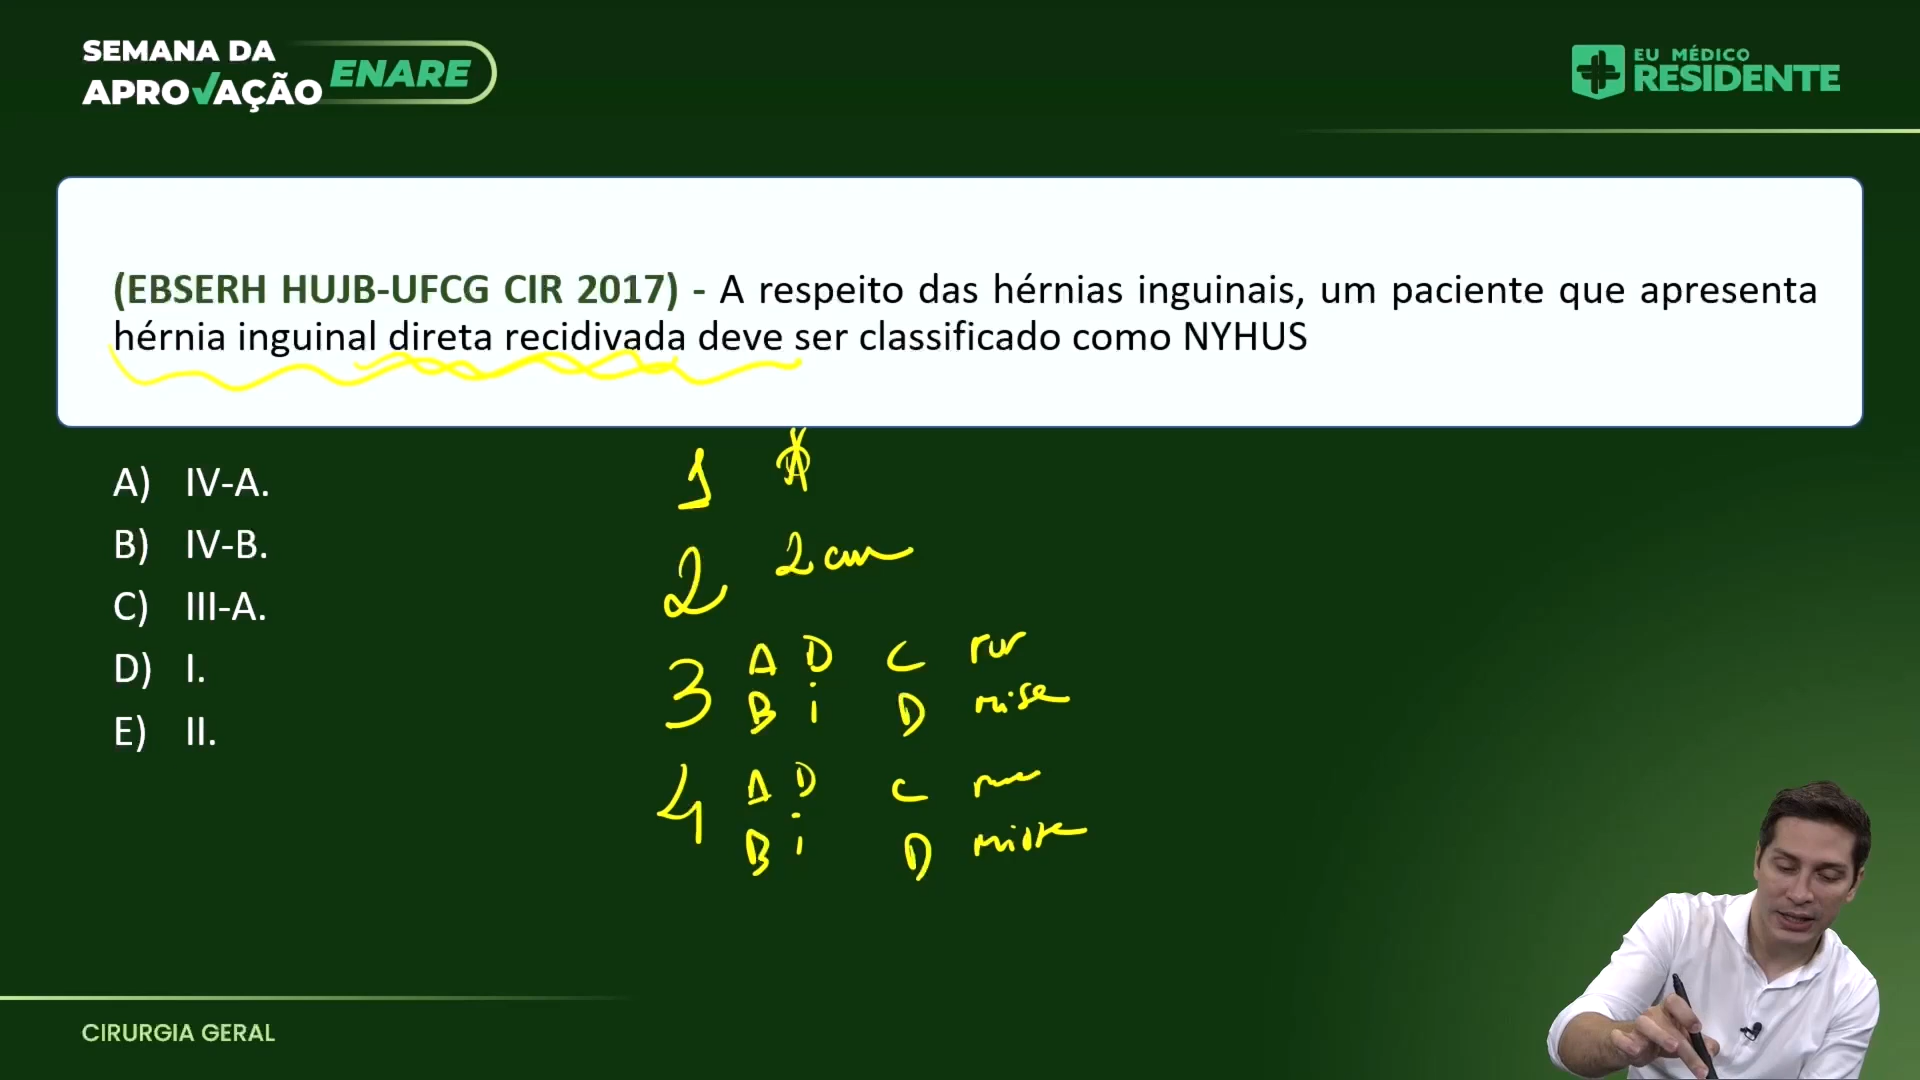 SEMANA DA
APROVAÇÃO ENARE
EU MÉDICO
RESIDENTE
(EBSERH HUJB-UFCG CIR 2017) - A respeito das hérnias inguinais, um paciente que apresenta
hérnia inguinal direta recidivada deve ser classificado como NYHUS
A) IV-A.
B) IV-B.
C) III-A.
D) I.
E) II.
1
2 2 cm
3 A D C
B i D
4 A D C
B i D
CIRURGIA GERAL